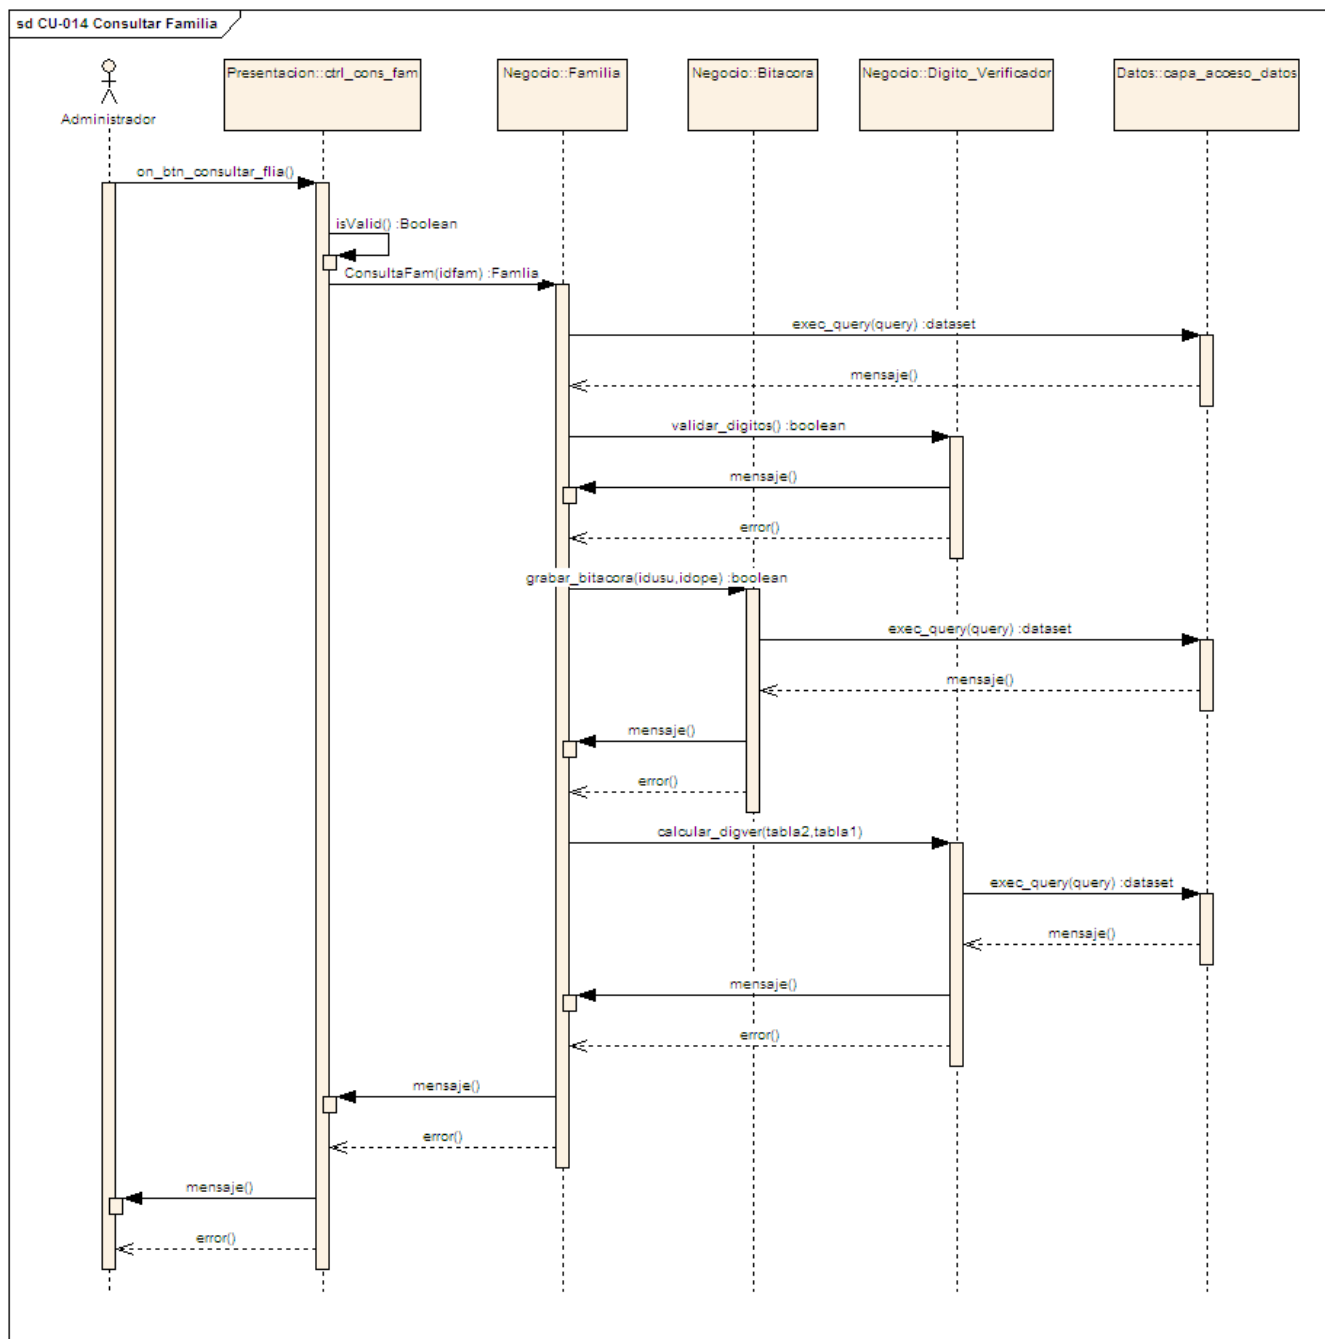 sd CU-014 Consultar Familia
Administrador
Presentacion::ctrl_cons_fam
Negocio::Familia
Negocio::Bitacora
Negocio::Digito_Verificador
Datos::capa_acceso_datos
on_btn_consultar_flia()
isValid() :Boolean
ConsultaFam(idfam) :Famlia
exec_query(query) :dataset
mensaje()
validar_digitos() :boolean
mensaje()
error()
grabar_bitacora(idusu,idope) :boolean
exec_query(query) :dataset
mensaje()
mensaje()
error()
calcular_digver(tabla2,tabla1)
exec_query(query) :dataset
mensaje()
mensaje()
error()
mensaje()
error()
mensaje()
error()